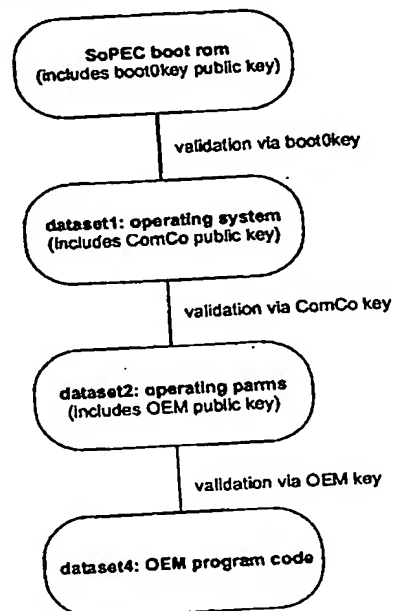 SoPEC boot rom
(includes boot0key public key)
validation via boot0key
dataset1: operating system
(includes ComCo public key)
validation via ComCo key
dataset2: operating parms
(includes OEM public key)
validation via OEM key
dataset4: OEM program code